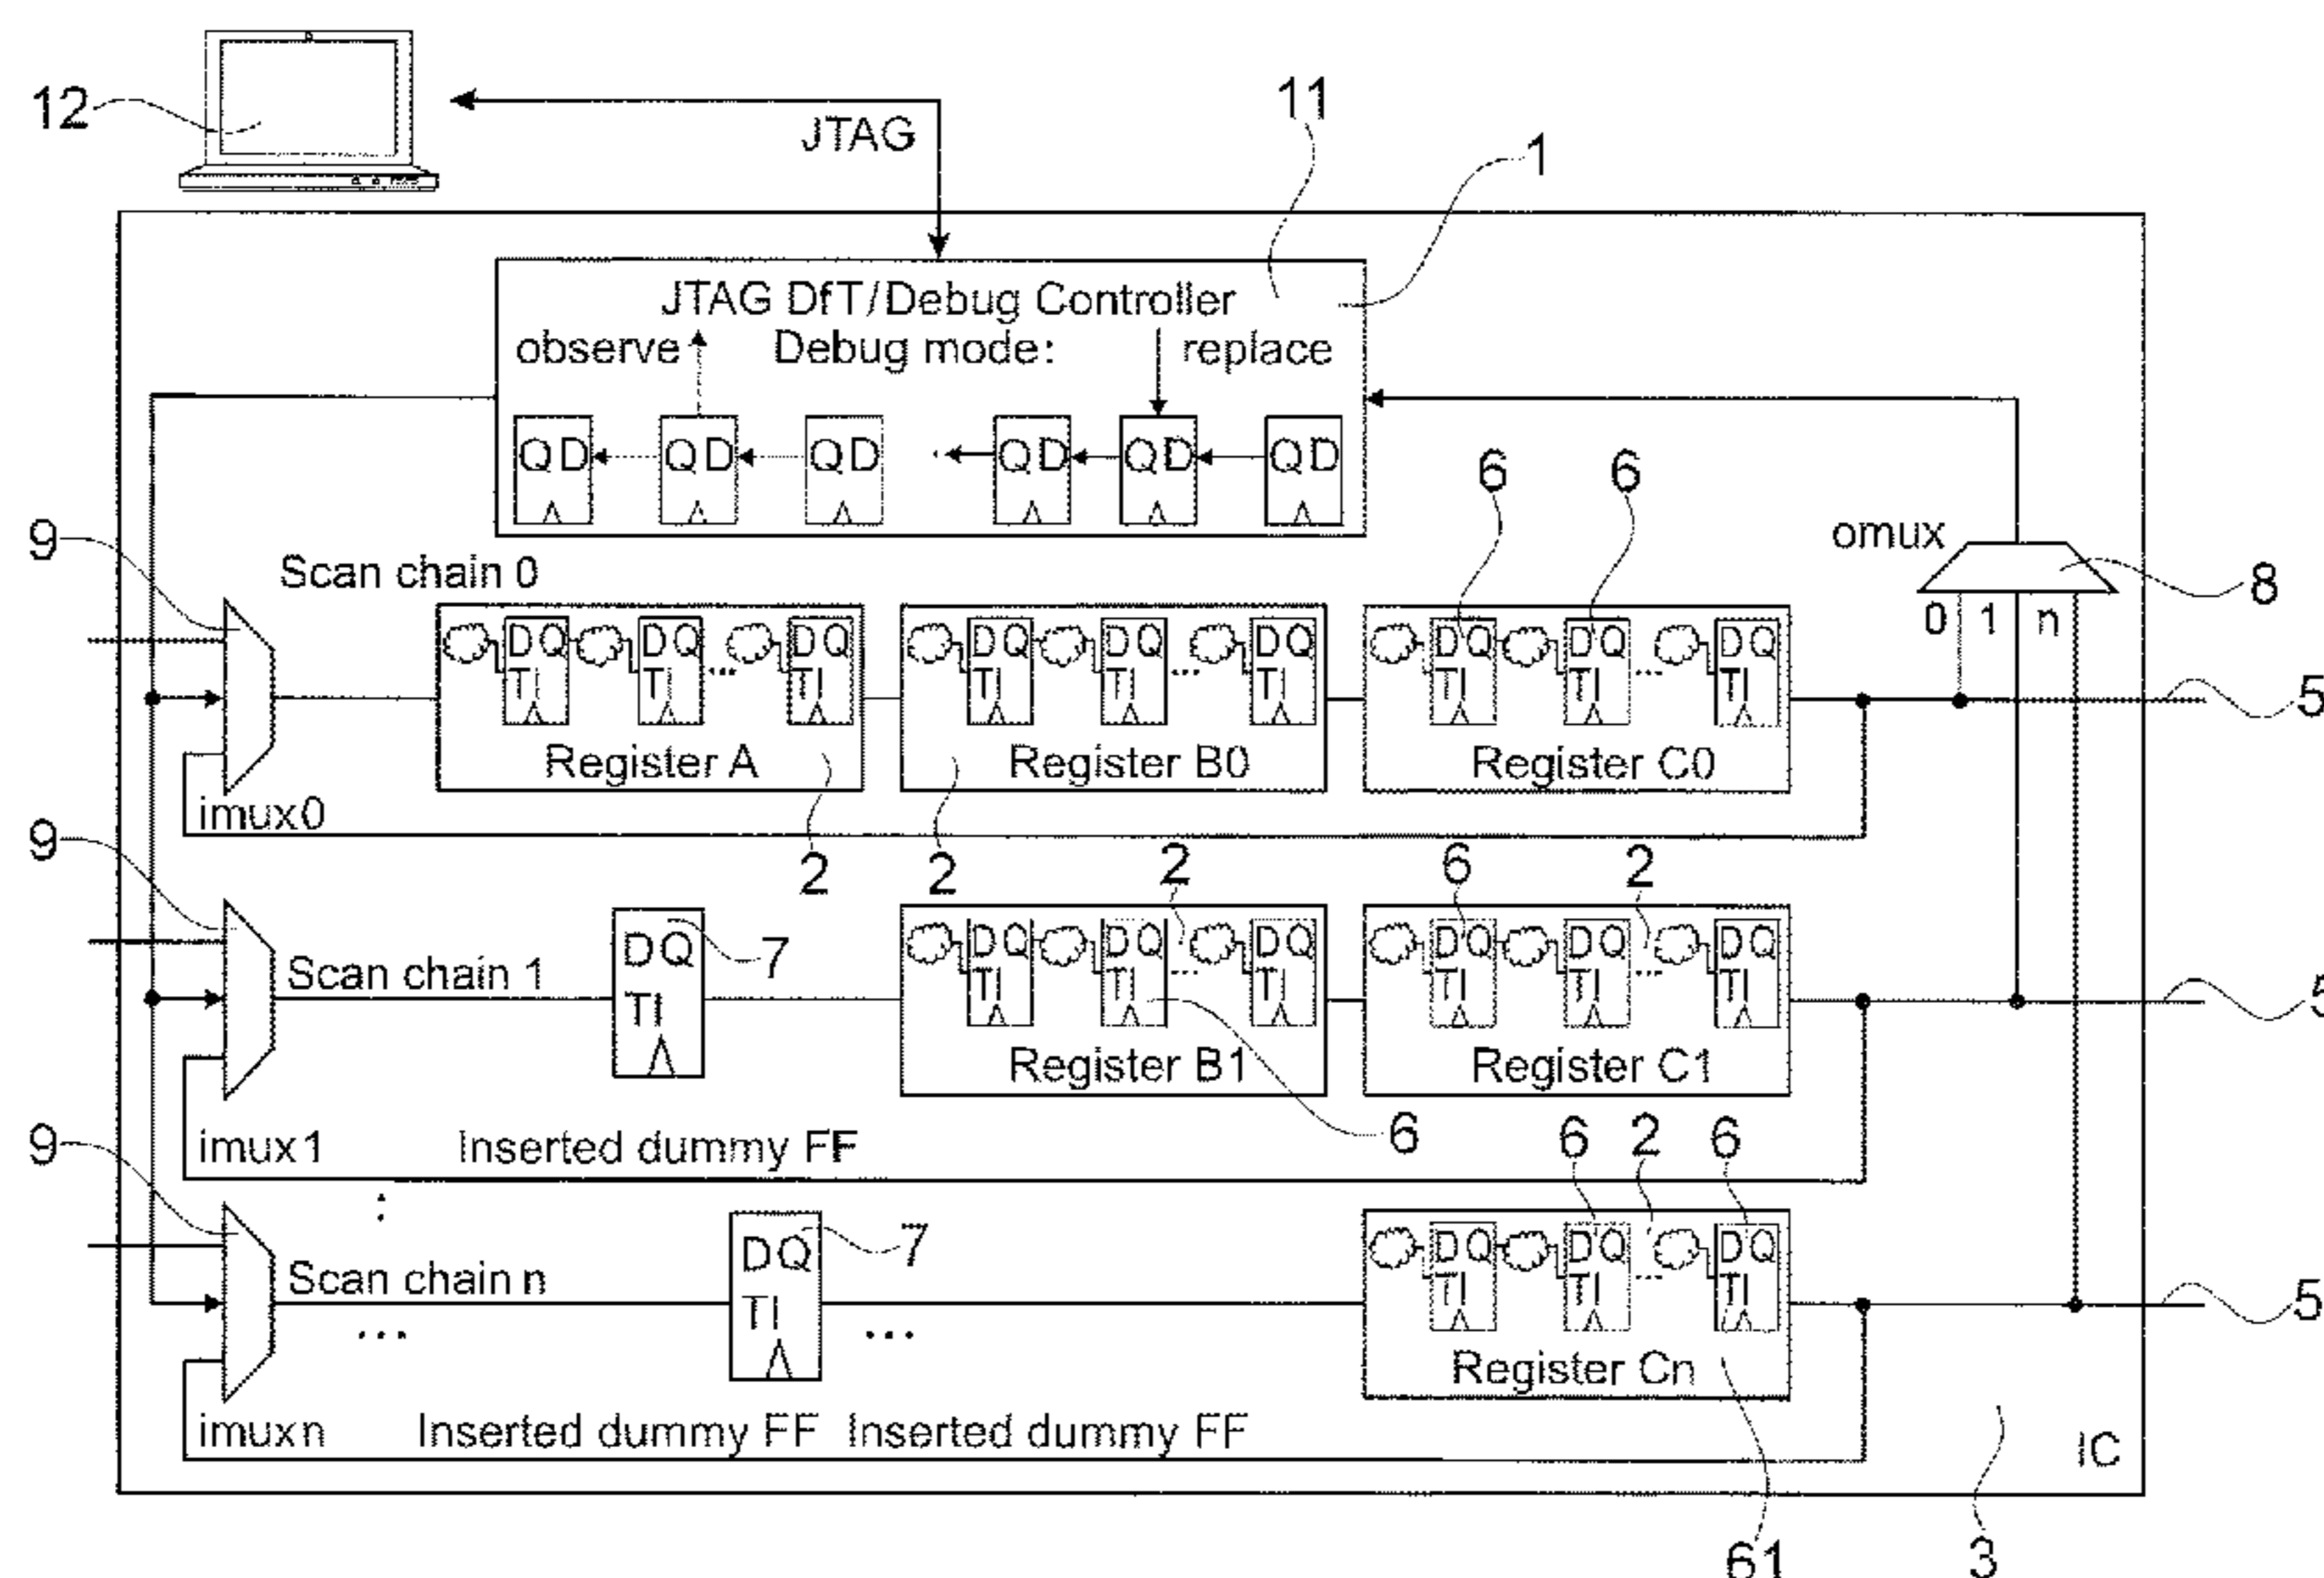 12
JTAG
11
1
JTAG DfT/Debug Controller
observe Debug mode: replace
QD QD QD QD QD QD
6 6
9
Scan chain 0
omux
8
0 1 n
DQ DQ ... DQ DQ DQ ... DQ DQ DQ ... DQ
TI TI TI TI TI TI TI TI TI
5
Register A Register B0 Register C0
imux0
9
2 2 2 6 2
DQ 7 DQ DQ ... DQ DQ DQ ... DQ
Scan chain 1
TI TI TI TI TI TI TI
5
Register B1 Register C1
9
imux1 Inserted dummy FF
6 6 2 6
:
DQ 7 DQ DQ ... DQ
Scan chain n
TI TI TI TI
5
... ...
Register Cn
imuxn Inserted dummy FF Inserted dummy FF
IC
61 3